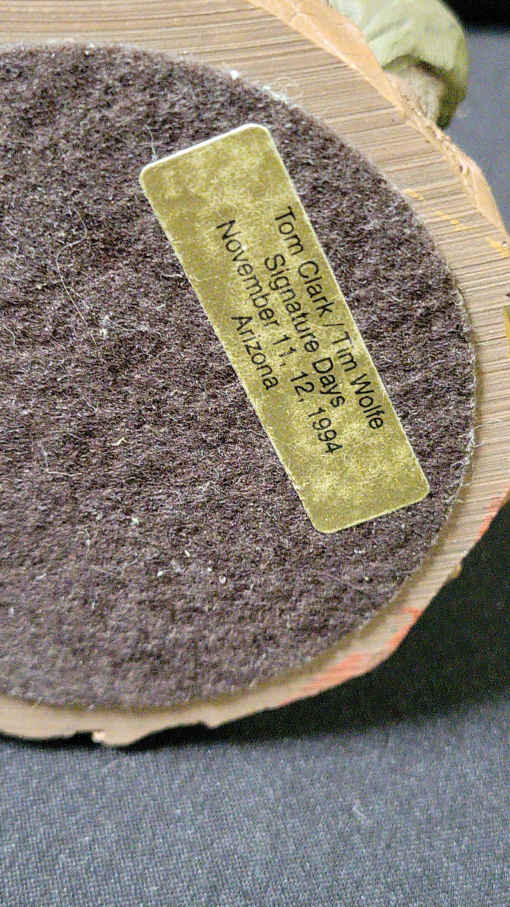 Tom Clark / Tim Wolfe
Signature Days
November 11, 12, 1994
Arizona